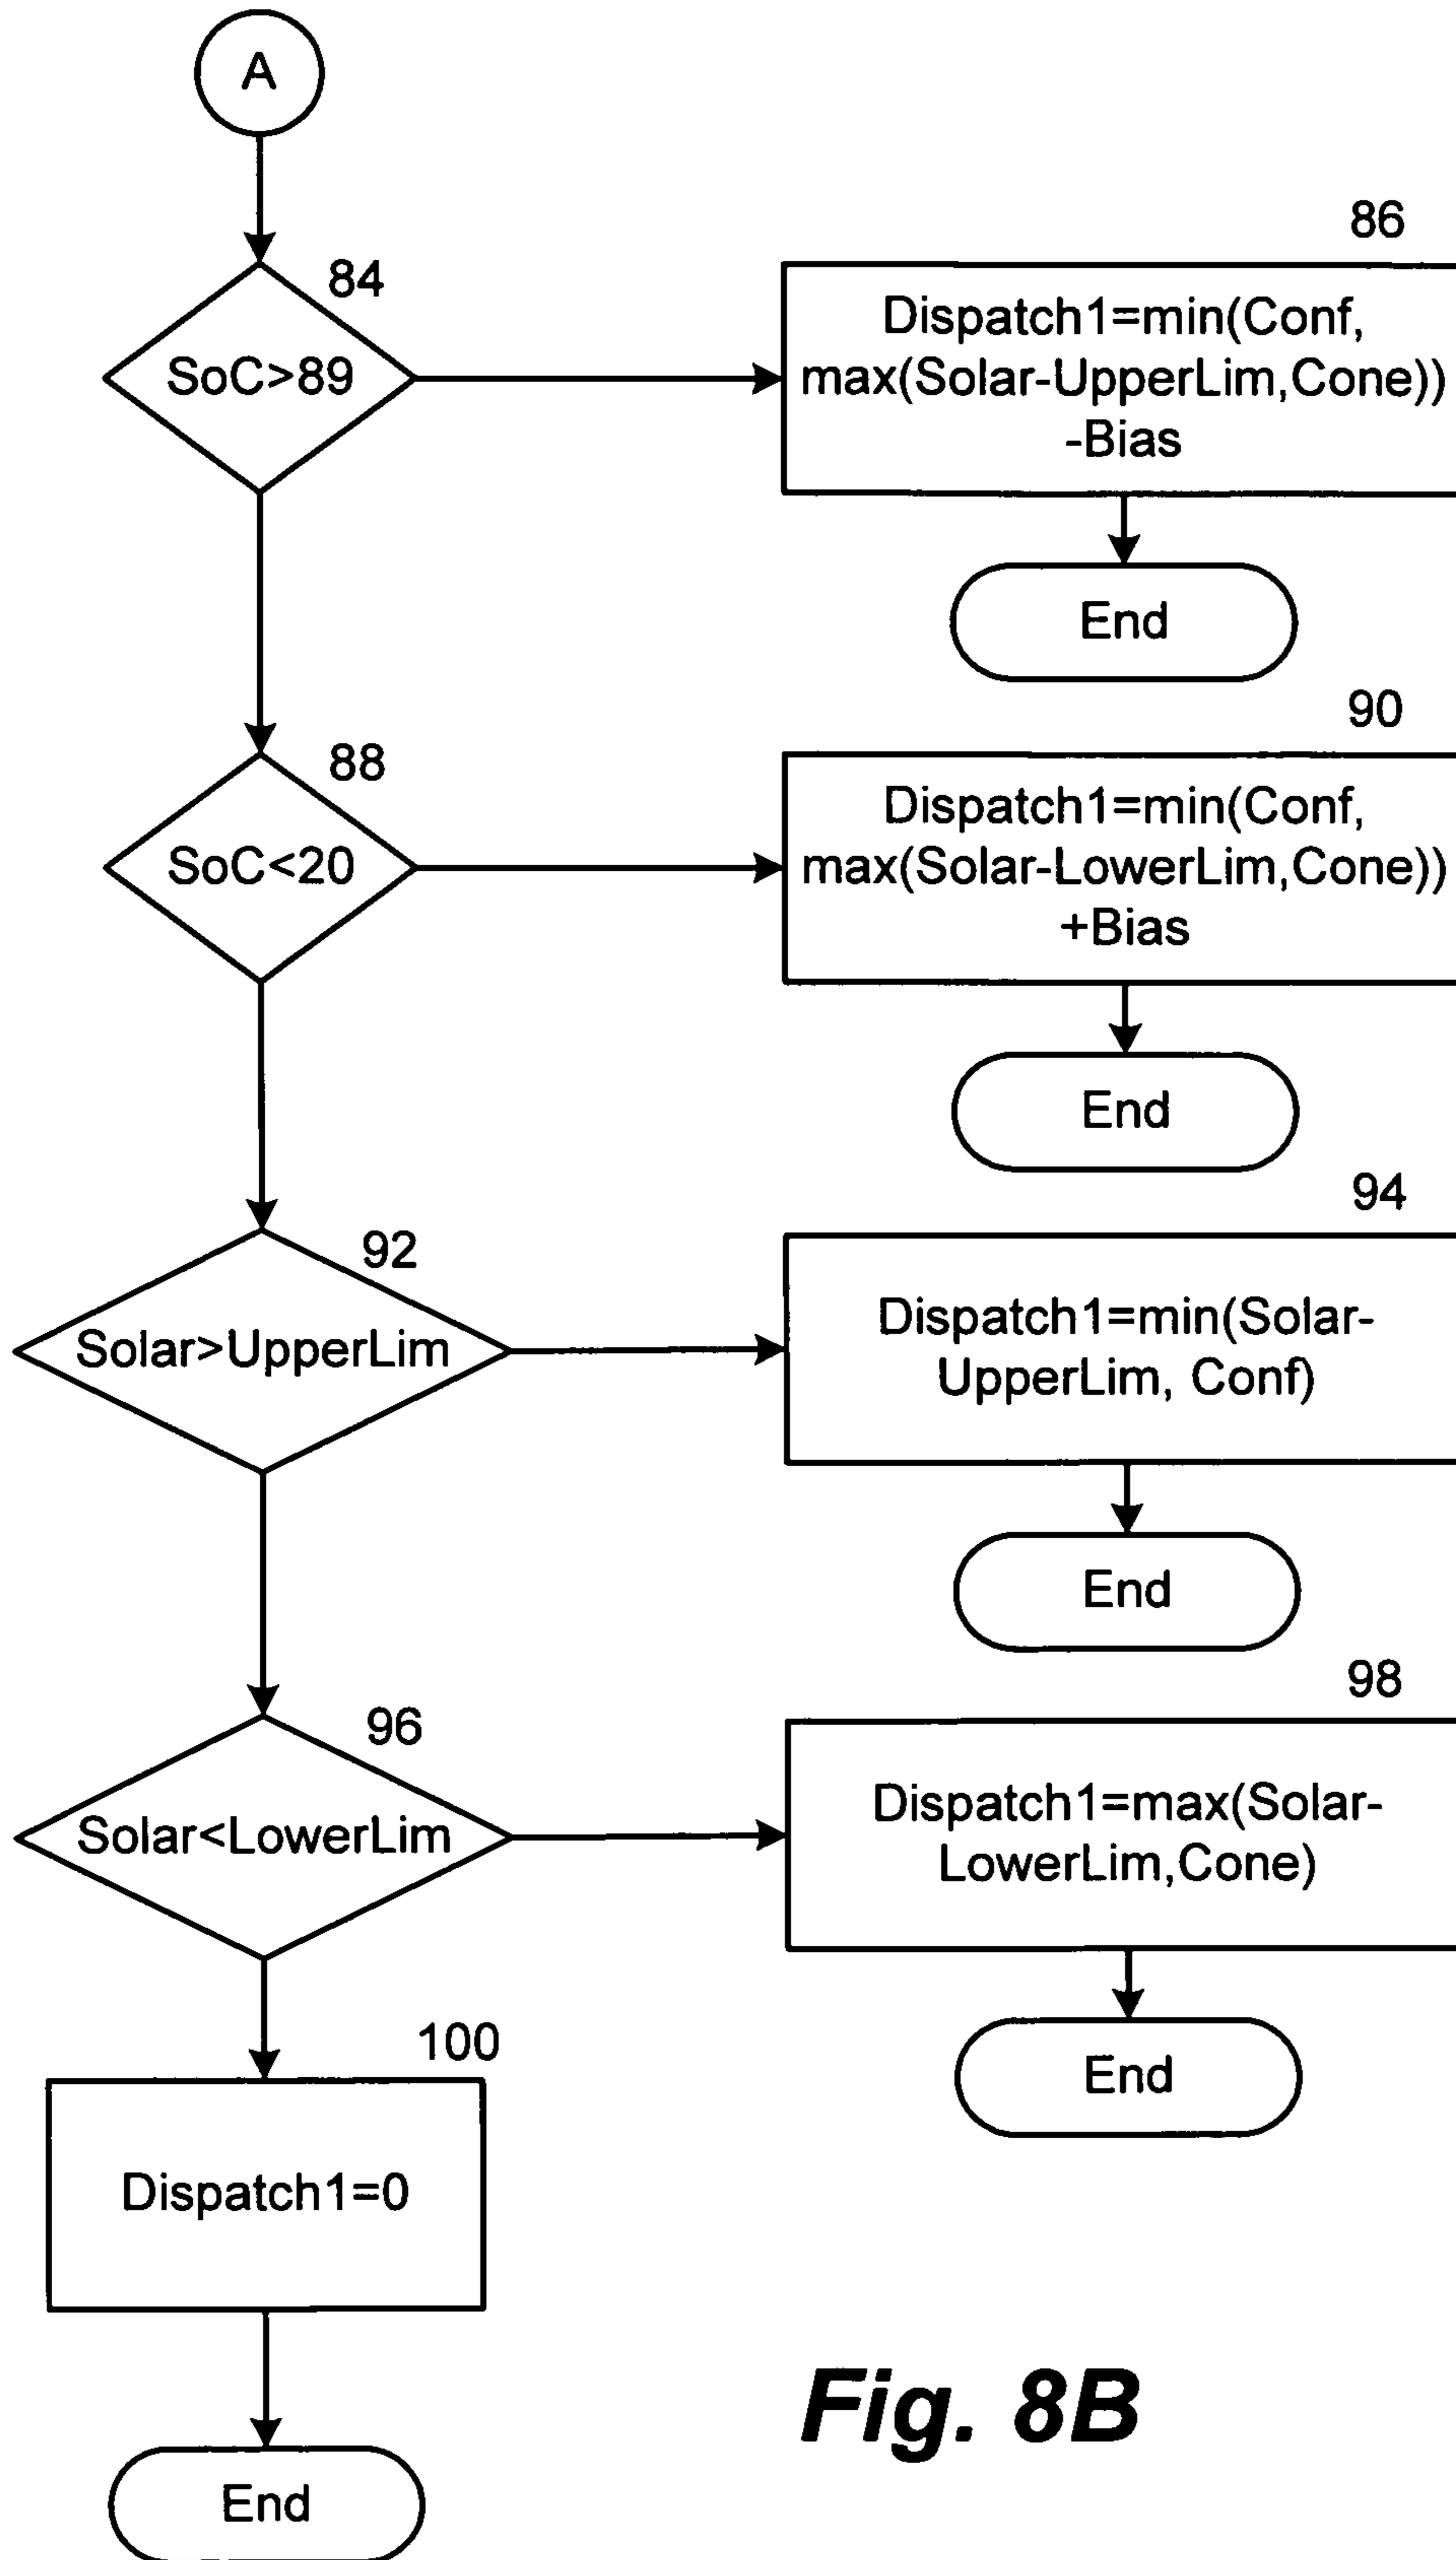 A
84
SoC>89
86
Dispatch1=min(Conf,
max(Solar-UpperLim,Cone))
-Bias
End
88
SoC<20
90
Dispatch1=min(Conf,
max(Solar-LowerLim,Cone))
+Bias
End
92
Solar>UpperLim
94
Dispatch1=min(Solar-
UpperLim, Conf)
End
96
Solar<LowerLim
98
Dispatch1=max(Solar-
LowerLim,Cone)
End
100
Dispatch1=0
End
Fig. 8B